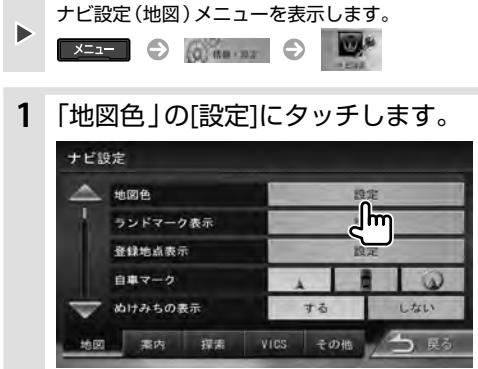 ナビ設定(地図)メニューを表示します。
メニュー 情報・設定 ナビ設定
1 「地図色」の[設定]にタッチします。
ナビ設定
地図色 設定
ランドマーク表示
登録地点表示 設定
自車マーク
ぬけみちの表示 する しない
地図 案内 探索 VICS その他 戻る